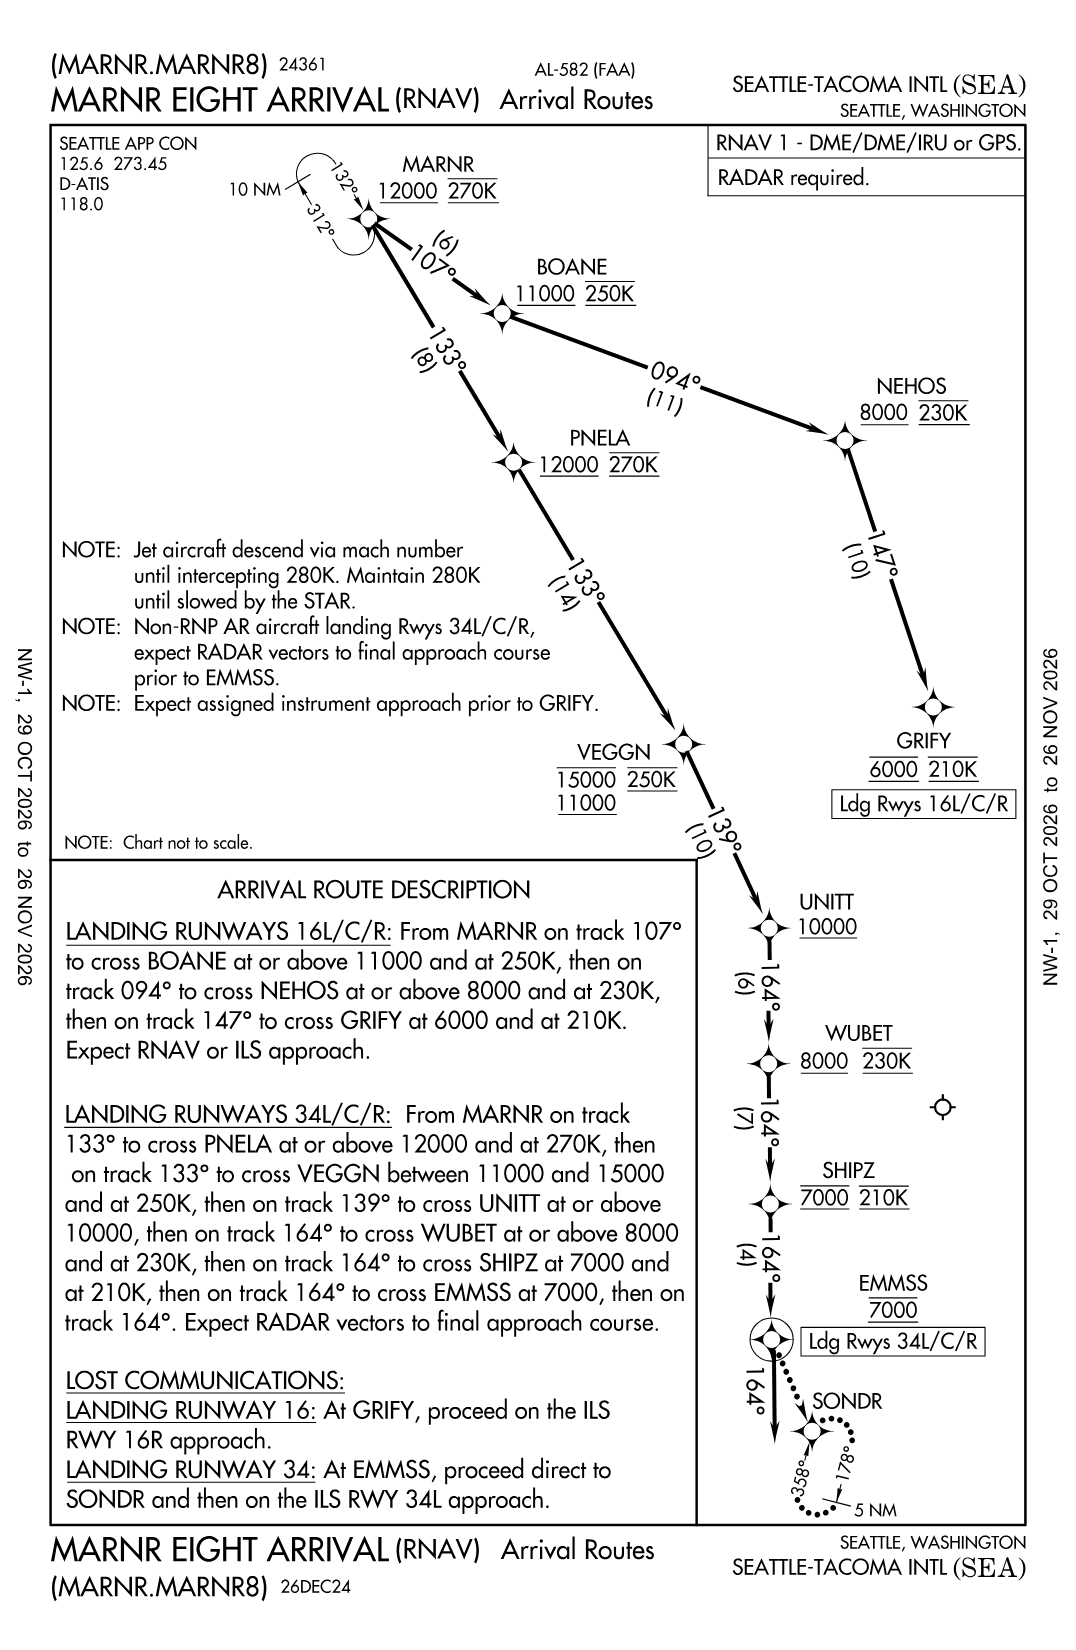 (MARNR.MARNR8) 24361
AL-582 (FAA)
MARNR EIGHT ARRIVAL (RNAV) Arrival Routes
SEATTLE-TACOMA INTL (SEA)
SEATTLE, WASHINGTON
SEATTLE APP CON
125.6 273.45
D-ATIS
118.0
RNAV 1 - DME/DME/IRU or GPS.
RADAR required.
MARNR
12000 270K
10 NM
132°
312°
(6)
107°
BOANE
11000 250K
133°
(8)
094°
(11)
NEHOS
8000 230K
PNELA
12000 270K
147°
(10)
133°
(14)
NOTE: Jet aircraft descend via mach number
until intercepting 280K. Maintain 280K
until slowed by the STAR.
NOTE: Non-RNP AR aircraft landing Rwys 34L/C/R,
expect RADAR vectors to final approach course
prior to EMMSS.
NOTE: Expect assigned instrument approach prior to GRIFY.
GRIFY
6000 210K
Ldg Rwys 16L/C/R
VEGGN
15000 250K
11000
139°
(10)
NOTE: Chart not to scale.
UNITT
10000
164°
(6)
WUBET
8000 230K
164°
(7)
SHIPZ
7000 210K
164°
(4)
EMMSS
7000
Ldg Rwys 34L/C/R
164°
SONDR
358°
178°
5 NM
ARRIVAL ROUTE DESCRIPTION
LANDING RUNWAYS 16L/C/R: From MARNR on track 107°
to cross BOANE at or above 11000 and at 250K, then on
track 094° to cross NEHOS at or above 8000 and at 230K,
then on track 147° to cross GRIFY at 6000 and at 210K.
Expect RNAV or ILS approach.
LANDING RUNWAYS 34L/C/R: From MARNR on track
133° to cross PNELA at or above 12000 and at 270K, then
on track 133° to cross VEGGN between 11000 and 15000
and at 250K, then on track 139° to cross UNITT at or above
10000, then on track 164° to cross WUBET at or above 8000
and at 230K, then on track 164° to cross SHIPZ at 7000 and
at 210K, then on track 164° to cross EMMSS at 7000, then on
track 164°. Expect RADAR vectors to final approach course.
LOST COMMUNICATIONS:
LANDING RUNWAY 16: At GRIFY, proceed on the ILS
RWY 16R approach.
LANDING RUNWAY 34: At EMMSS, proceed direct to
SONDR and then on the ILS RWY 34L approach.
NW-1, 29 OCT 2026 to 26 NOV 2026
NW-1, 29 OCT 2026 to 26 NOV 2026
MARNR EIGHT ARRIVAL (RNAV) Arrival Routes
(MARNR.MARNR8) 26DEC24
SEATTLE, WASHINGTON
SEATTLE-TACOMA INTL (SEA)